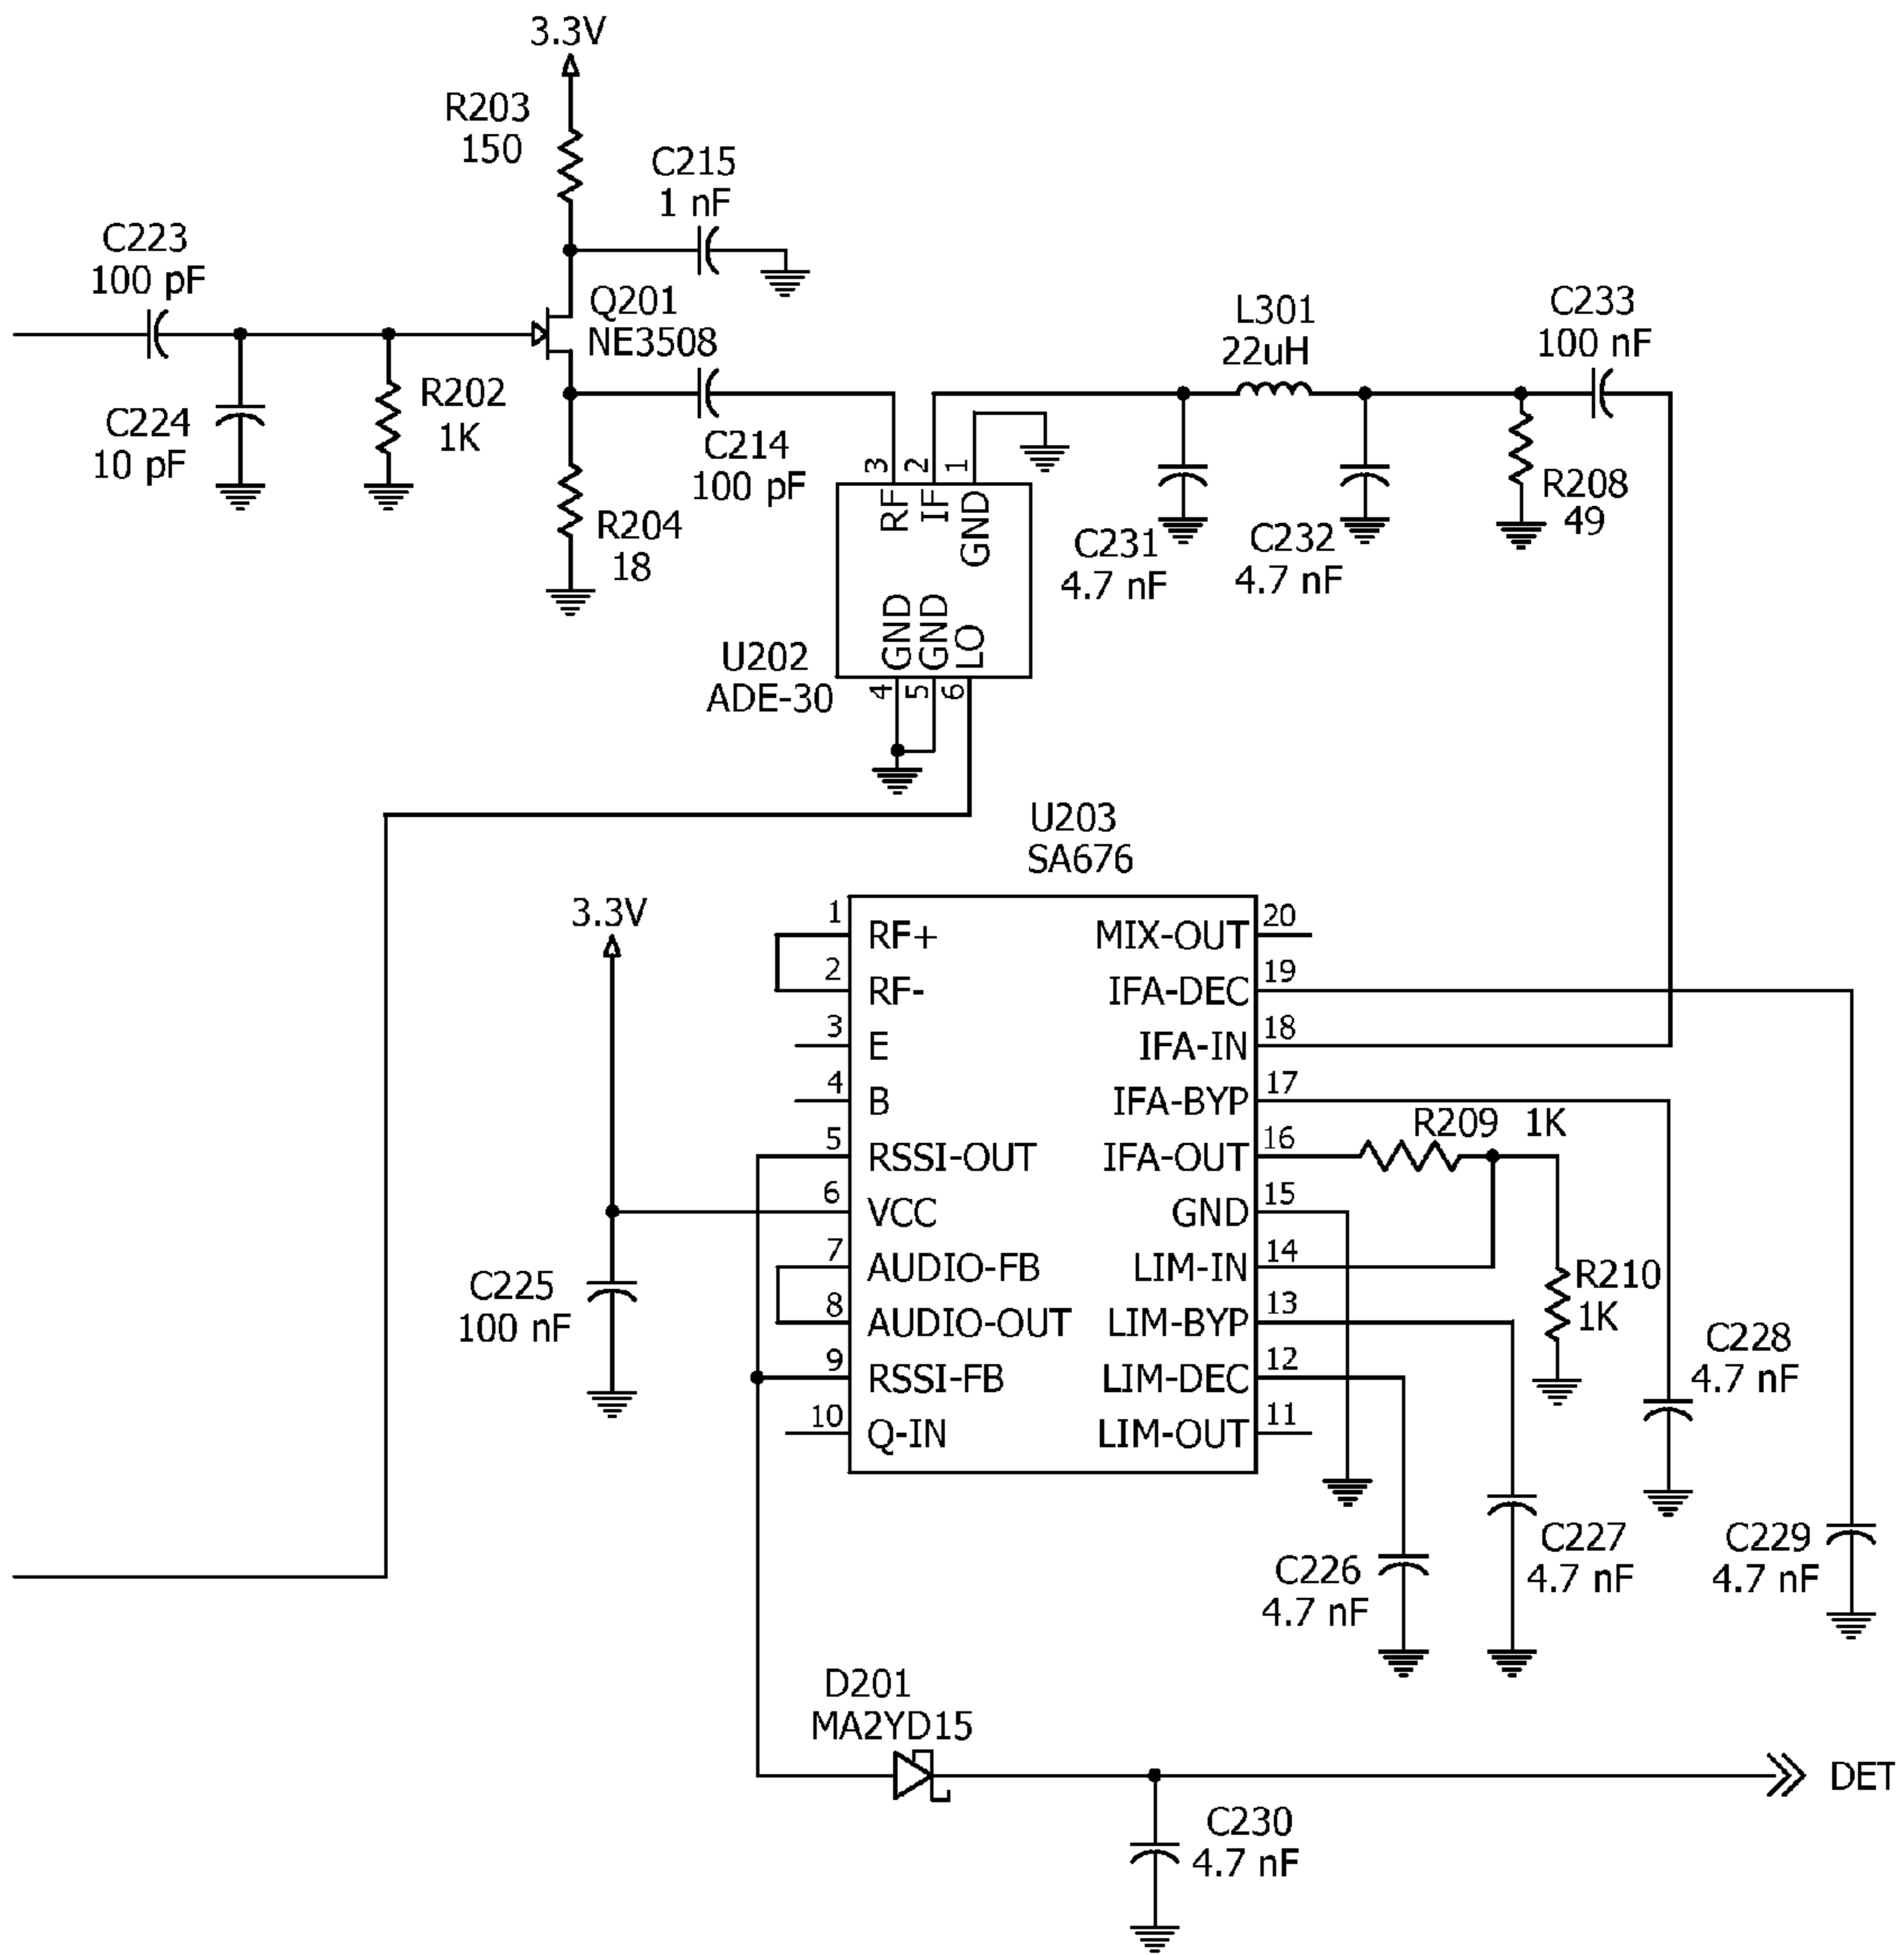 3.3V
R203
150
C215
1 nF
C223
100 pF
Q201
NE3508
L301
22uH
C233
100 nF
R202
1K
C224
10 pF
C214
100 pF
R204
18
3
2
1
RF
IF
GND
R208
49
C231
4.7 nF
C232
4.7 nF
GND
GND
LO
4
5
6
U202
ADE-30
U203
SA676
3.3V
1
RF+
MIX-OUT
20
2
RF-
IFA-DEC
19
3
E
IFA-IN
18
4
B
IFA-BYP
17
5
RSSI-OUT
IFA-OUT
16
R209 1K
6
VCC
GND
15
7
AUDIO-FB
LIM-IN
14
8
AUDIO-OUT
LIM-BYP
13
9
RSSI-FB
LIM-DEC
12
10
Q-IN
LIM-OUT
11
C225
100 nF
R210
1K
C228
4.7 nF
C227
4.7 nF
C229
4.7 nF
C226
4.7 nF
D201
MA2YD15
DET
C230
4.7 nF